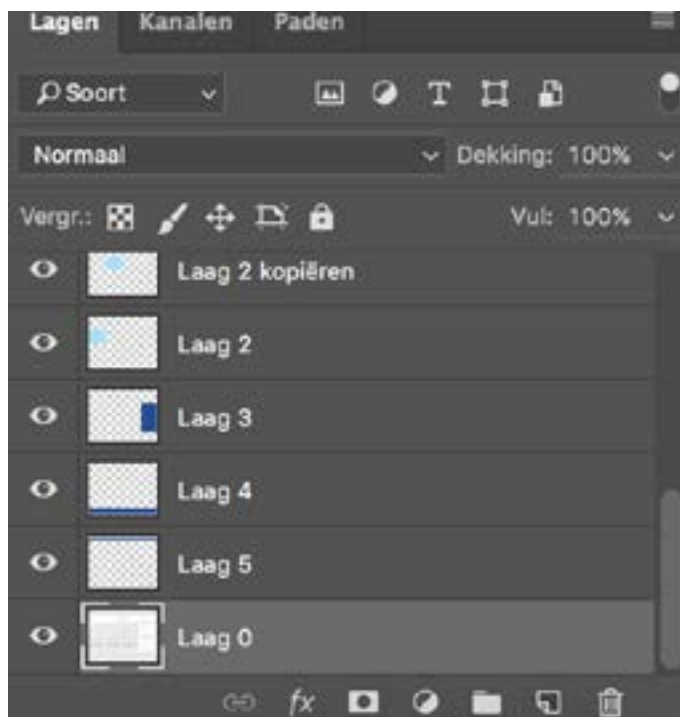 Lagen Kanalen Paden
Soort
Normaal Dekking: 100%
Vergr.: Vul: 100%
Laag 2 kopiëren
Laag 2
Laag 3
Laag 4
Laag 5
Laag 0
fx